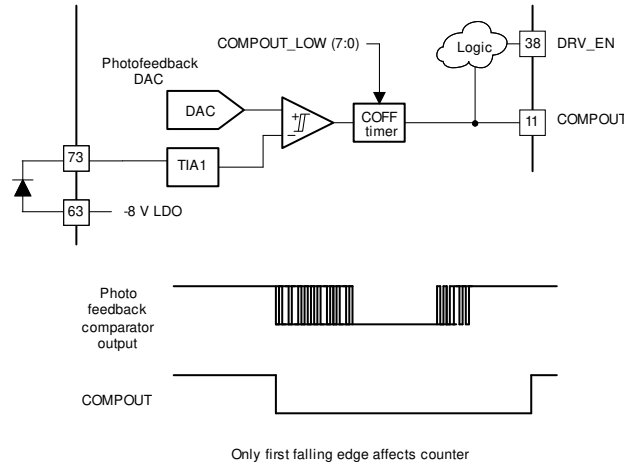 COMPOUT_LOW (7:0)
Logic
38
DRV_EN
Photofeedback
DAC
DAC
+
−
COFF
timer
11
COMPOUT
73
TIA1
63
-8 V LDO
Photo
feedback
comparator
output
COMPOUT
Only first falling edge affects counter